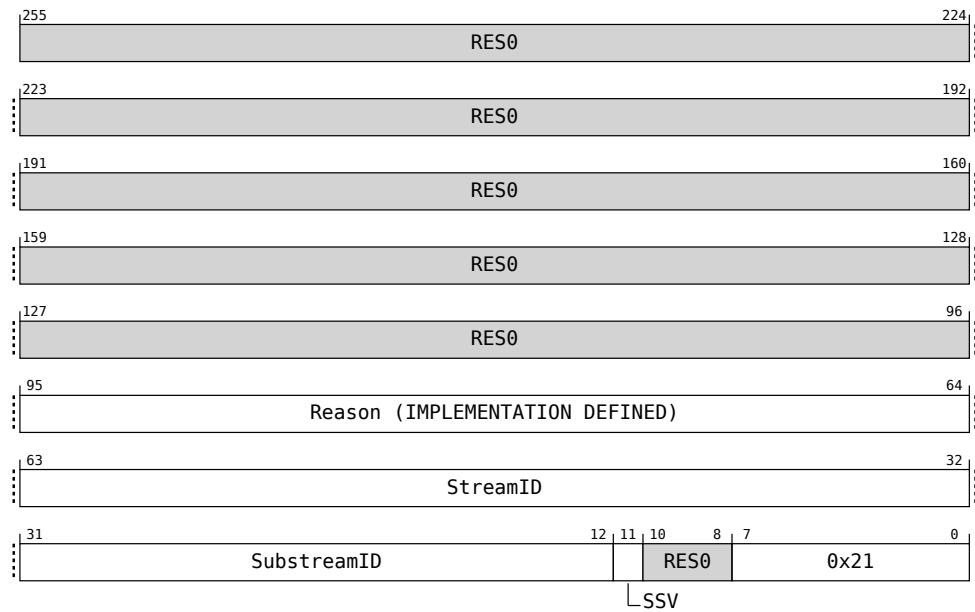 255 224
RES0
223 192
RES0
191 160
RES0
159 128
RES0
127 96
RES0
95 64
Reason (IMPLEMENTATION DEFINED)
63 32
StreamID
31 12 11 10 8 7 0
SubstreamID RES0 0x21
SSV